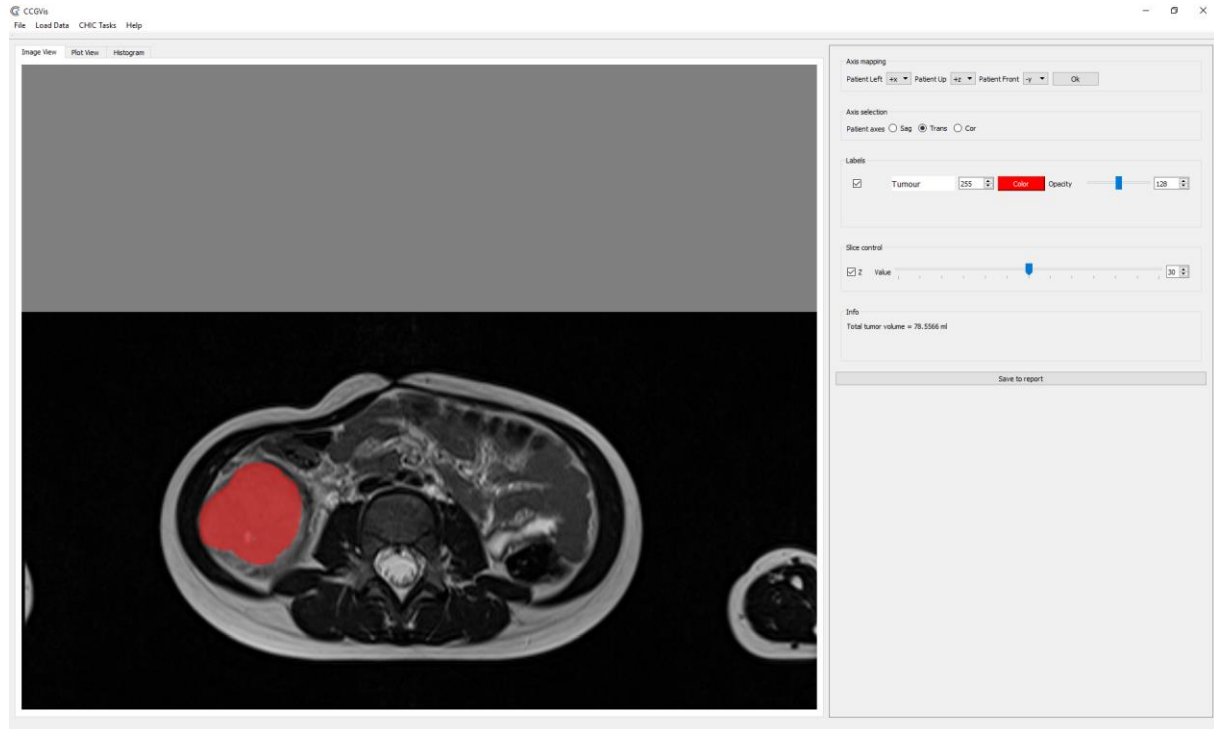 CCGVis
File Load Data CHIC Tasks Help
Image View Plot View Histogram
Axis mapping
Patient Left +x Patient Up +z Patient Front -y Ok
Axis selection
Patient axes Sag Trans Cor
Labels
Tumour 255 Color Opacity 128
Slice control
Z Value 30
Info
Total tumor volume = 78.5566 ml
Save to report